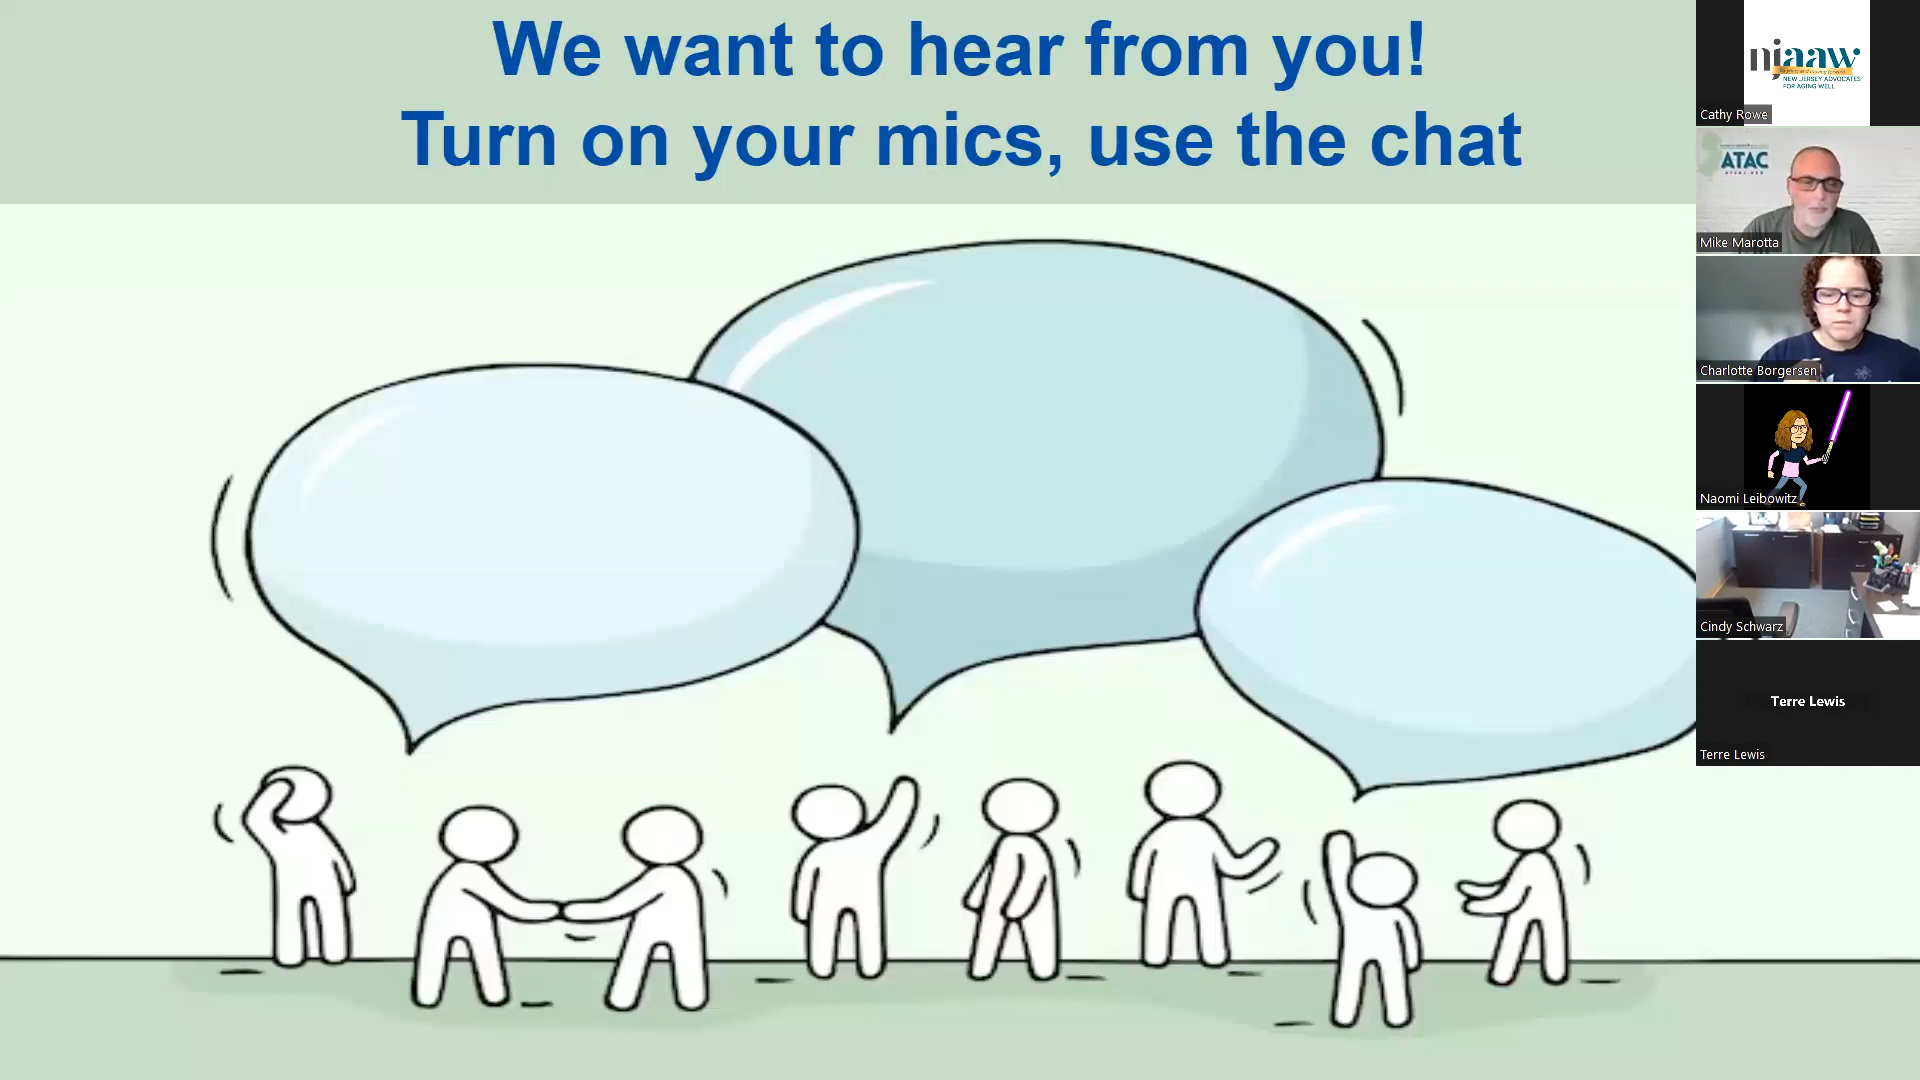 We want to hear from you!
Turn on your mics, use the chat
njaaw
NEW JERSEY ADVOCATES
FOR AGING WELL
Cathy Rowe
ATAC
Mike Marotta
Charlotte Borgersen
Naomi Leibowitz
Cindy Schwarz
Terre Lewis
Terre Lewis